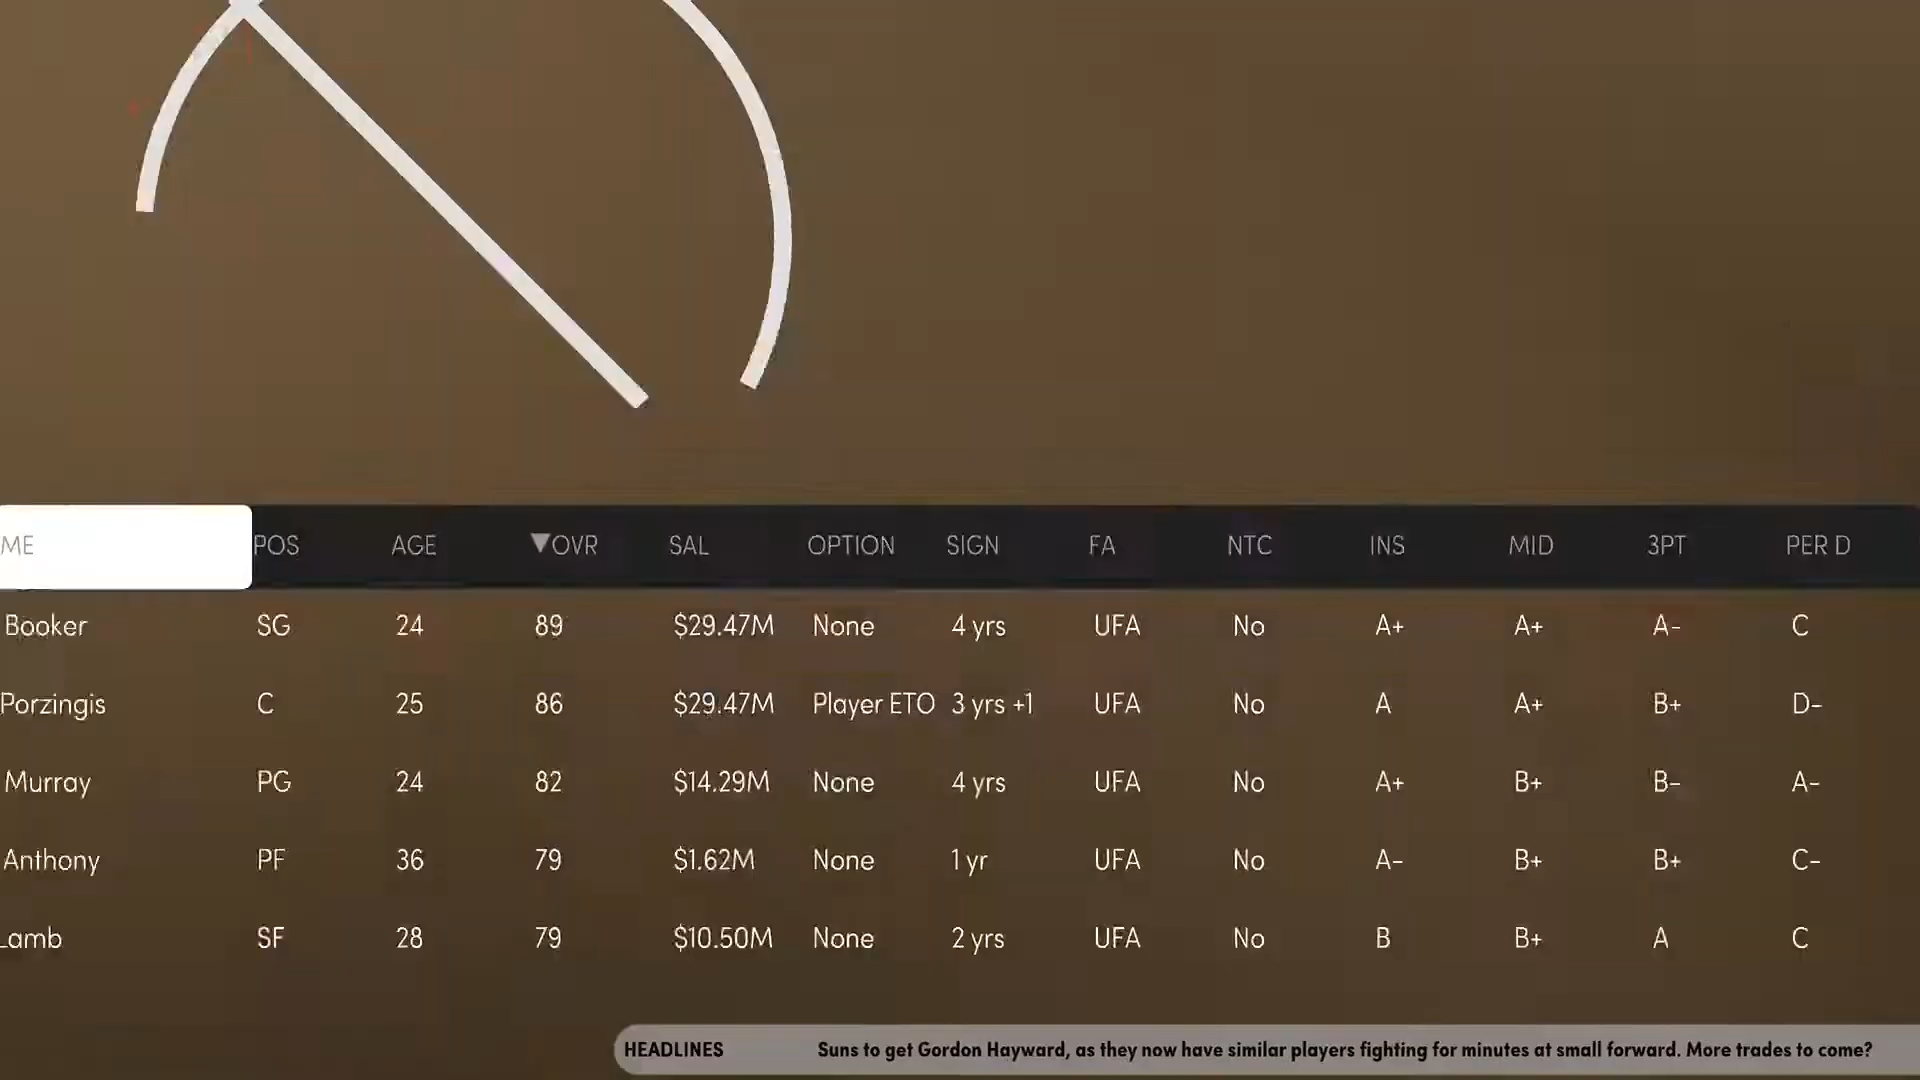 ME POS AGE ▼OVR SAL OPTION SIGN FA NTC INS MID 3PT PER D
Booker SG 24 89 $29.47M None 4 yrs UFA No A+ A+ A- C
Porzingis C 25 86 $29.47M Player ETO 3 yrs +1 UFA No A A+ B+ D-
Murray PG 24 82 $14.29M None 4 yrs UFA No A+ B+ B- A-
Anthony PF 36 79 $1.62M None 1 yr UFA No A- B+ B+ C-
Lamb SF 28 79 $10.50M None 2 yrs UFA No B B+ A C
HEADLINES Suns to get Gordon Hayward, as they now have similar players fighting for minutes at small forward. More trades to come?